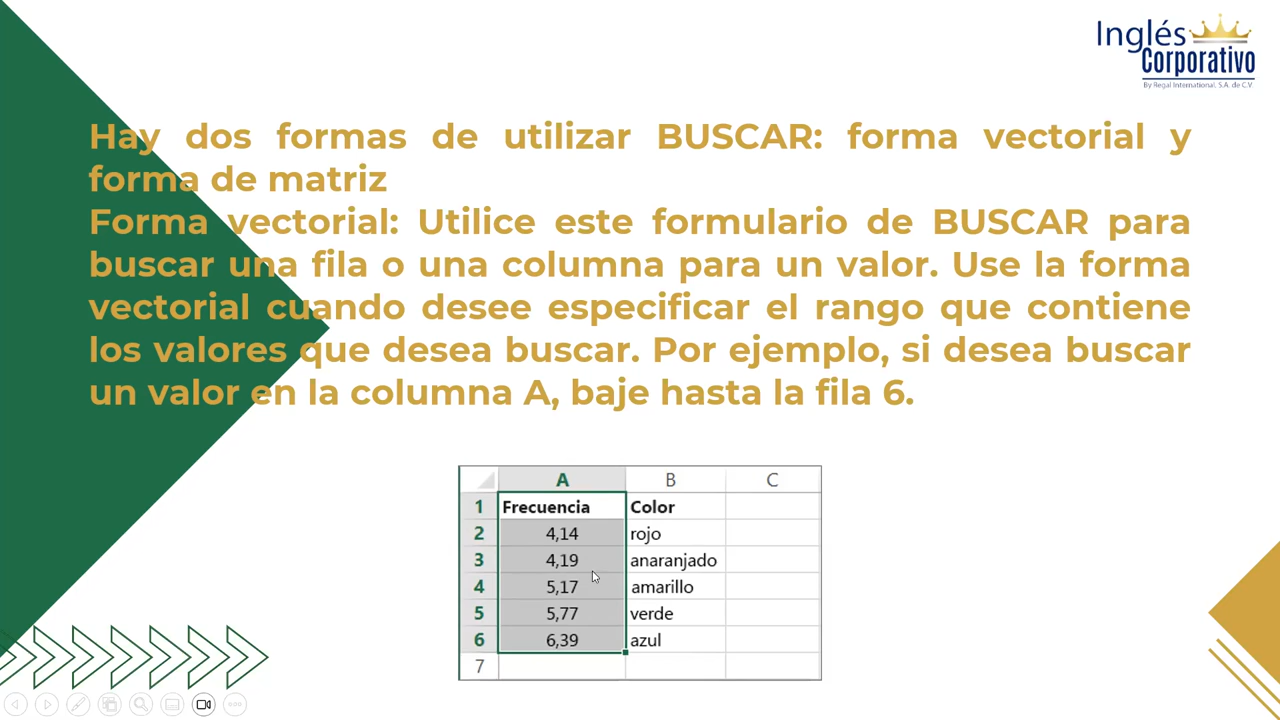 Inglés
Corporativo
By Regal International, S.A. de C.V.
Hay dos formas de utilizar BUSCAR: forma vectorial y
forma de matriz
Forma vectorial: Utilice este formulario de BUSCAR para
buscar una fila o una columna para un valor. Use la forma
vectorial cuando desee especificar el rango que contiene
los valores que desea buscar. Por ejemplo, si desea buscar
un valor en la columna A, baje hasta la fila 6.
A B C
1 Frecuencia Color
2 4,14 rojo
3 4,19 anaranjado
4 5,17 amarillo
5 5,77 verde
6 6,39 azul
7